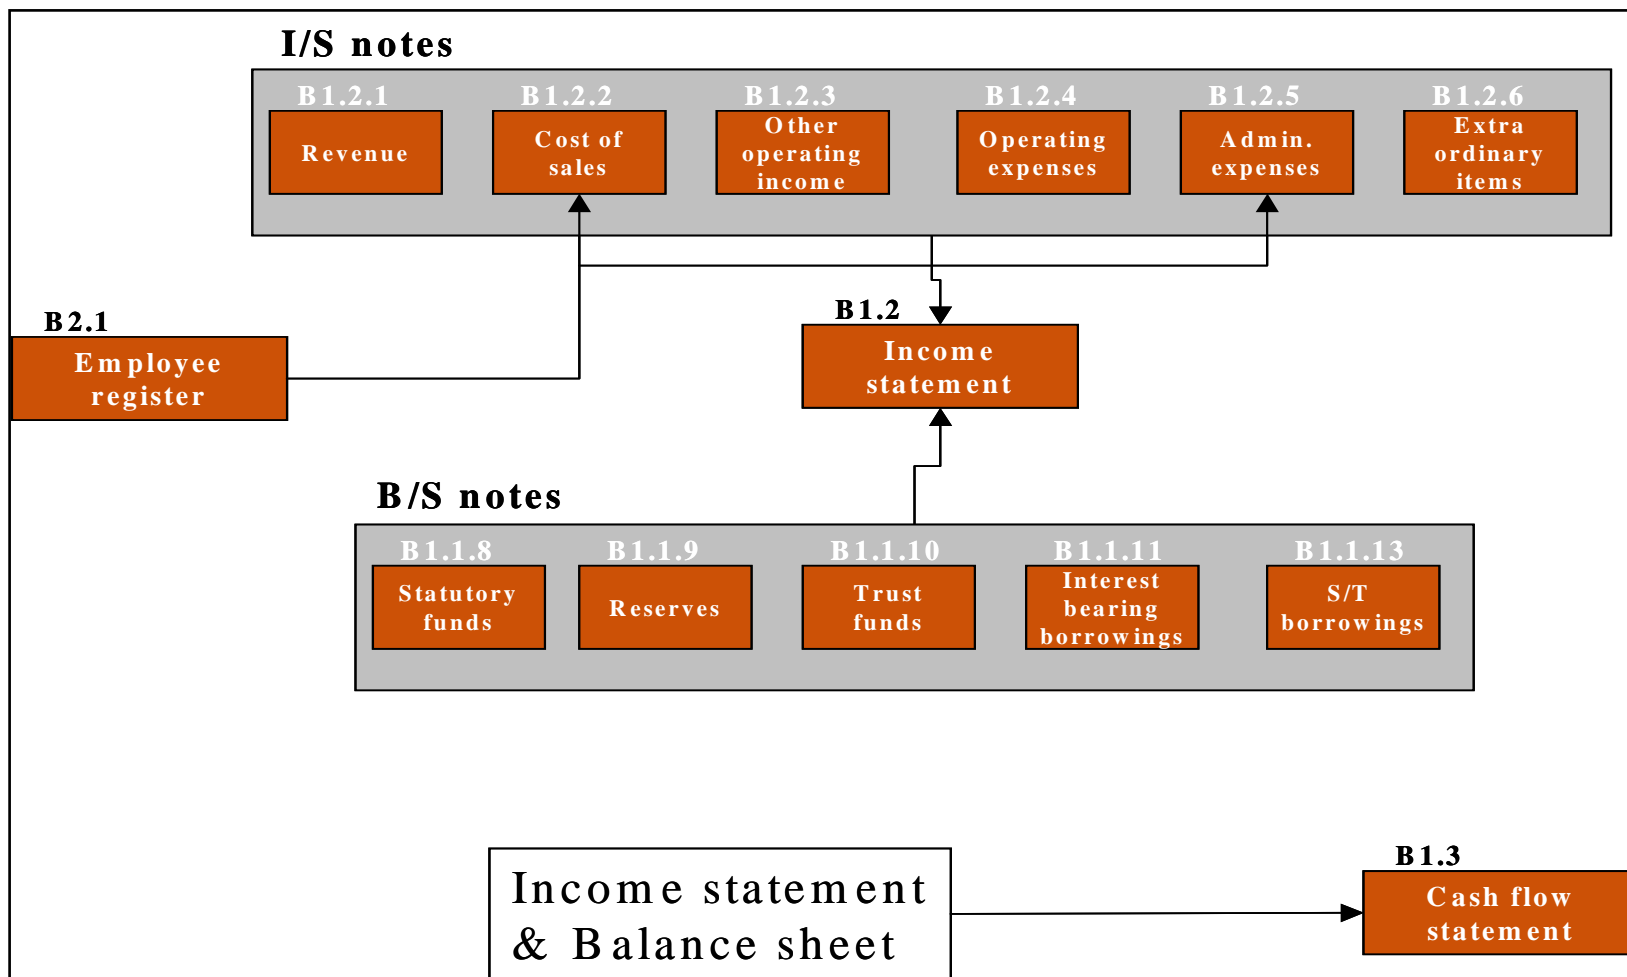 I/S notes
B1.2.1
B1.2.2
B1.2.3
B1.2.4
B1.2.5
B1.2.6
Revenue
Cost of
sales
Other
operating
income
Operating
expenses
Admin.
expenses
Extra
ordinary
items
B2.1
Employee
register
B1.2
Income
statement
B/S notes
B1.1.8
B1.1.9
B1.1.10
B1.1.11
B1.1.13
Statutory
funds
Reserves
Trust
funds
Interest
bearing
borrowings
S/T
borrowings
Income statement
& Balance sheet
B1.3
Cash flow
statement